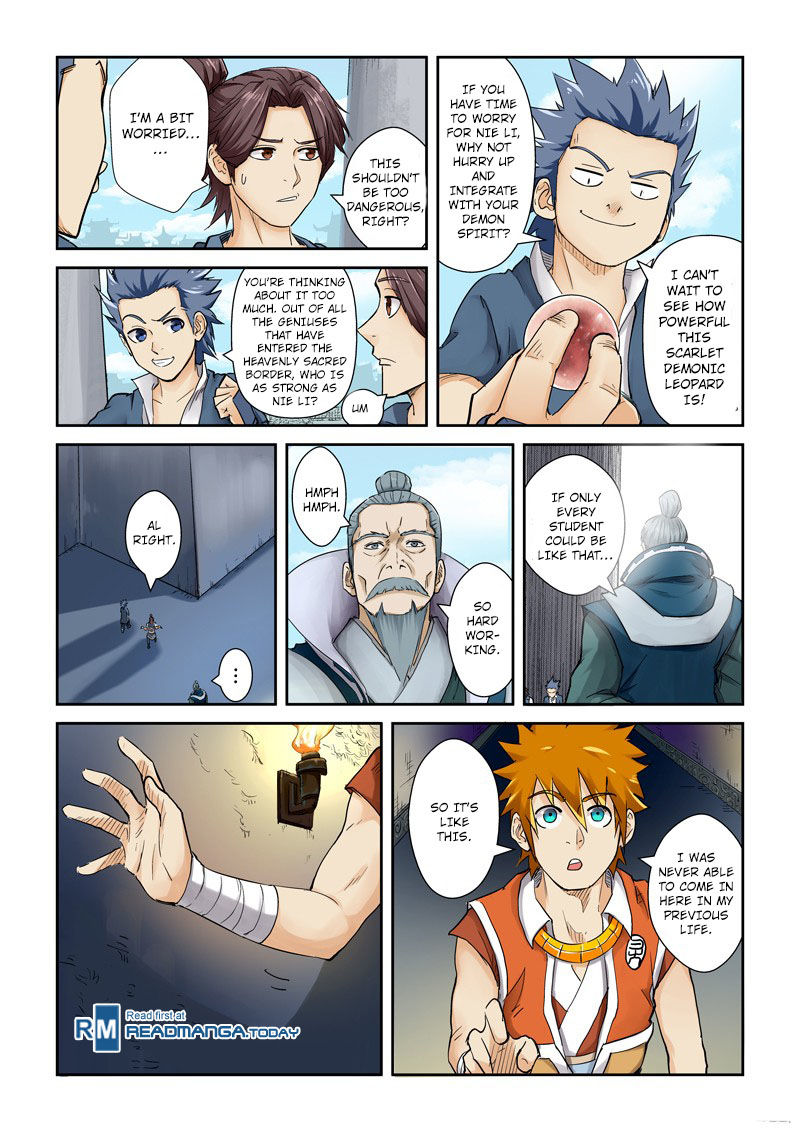 I'M A BIT
WORRIED...
...
THIS
SHOULDN'T
BE TOO
DANGEROUS,
RIGHT?
IF YOU
HAVE TIME
TO WORRY
FOR NIE LI,
WHY NOT
HURRY UP
AND
INTEGRATE
WITH YOUR
DEMON
SPIRIT?
I CAN'T
WAIT TO
SEE HOW
POWERFUL
THIS
SCARLET
DEMONIC
LEOPARD
IS!
YOU'RE THINKING
ABOUT IT TOO
MUCH. OUT OF ALL
THE GENIUSES
THAT HAVE
ENTERED THE
HEAVENLY SACRED
BORDER, WHO IS
AS STRONG AS
NIE LI?
UM
AL
RIGHT.
...
HMPH
HMPH.
SO
HARD
WOR-
KING.
IF ONLY
EVERY
STUDENT
COULD BE
LIKE THAT...
SO IT'S
LIKE
THIS.
I WAS
NEVER ABLE
TO COME IN
HERE IN MY
PREVIOUS
LIFE.
RM
Read first at
READMANGA.TODAY